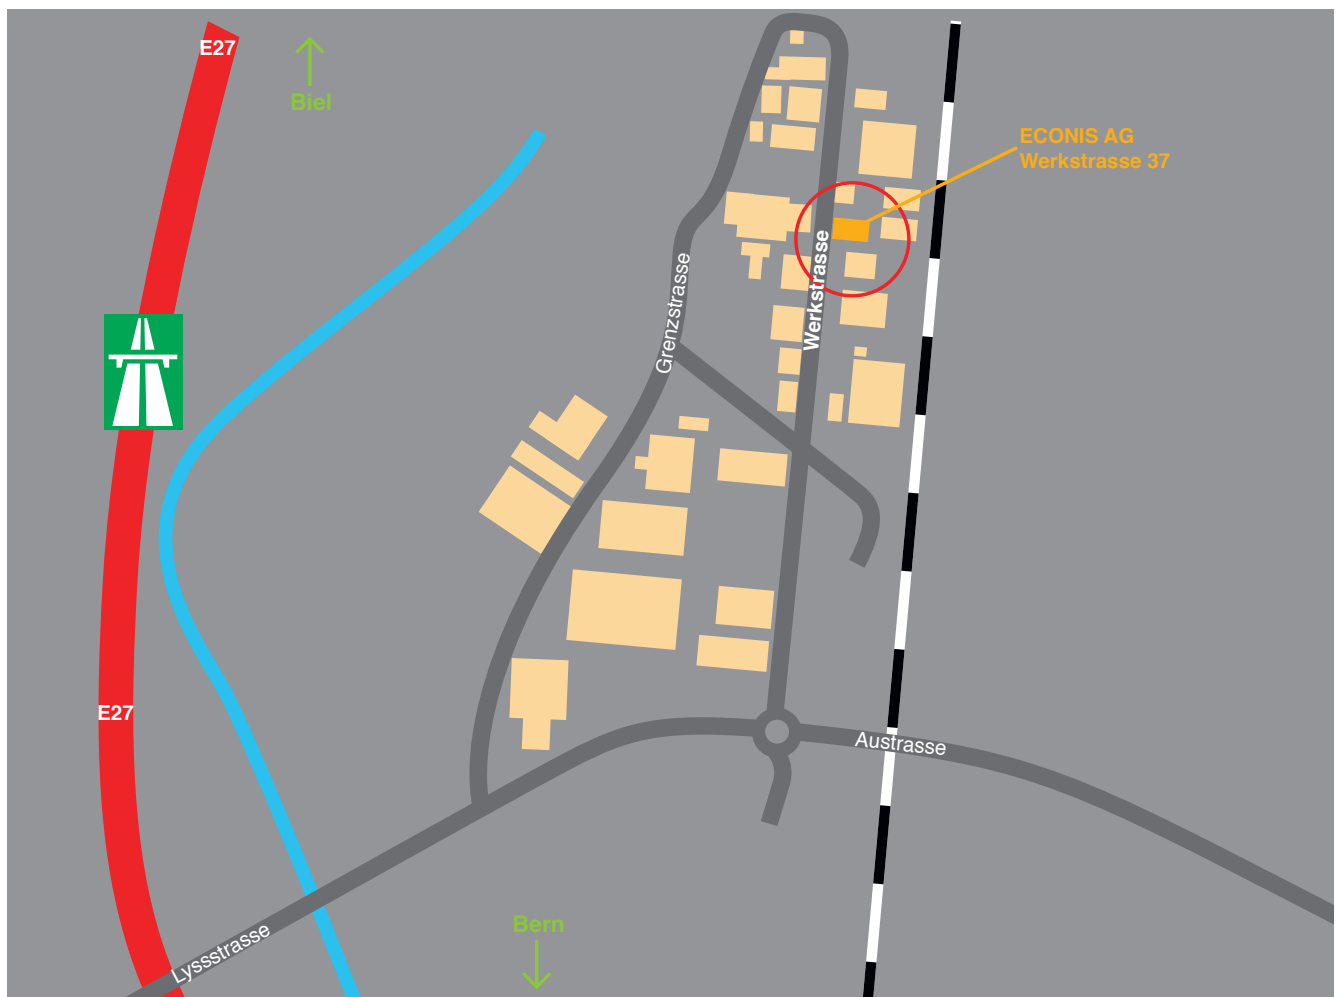 E27
Biel
ECONIS AG
Werkstrasse 37
Werkstrasse
Grenzstrasse
E27
Austrasse
Bern
Lyssstrasse